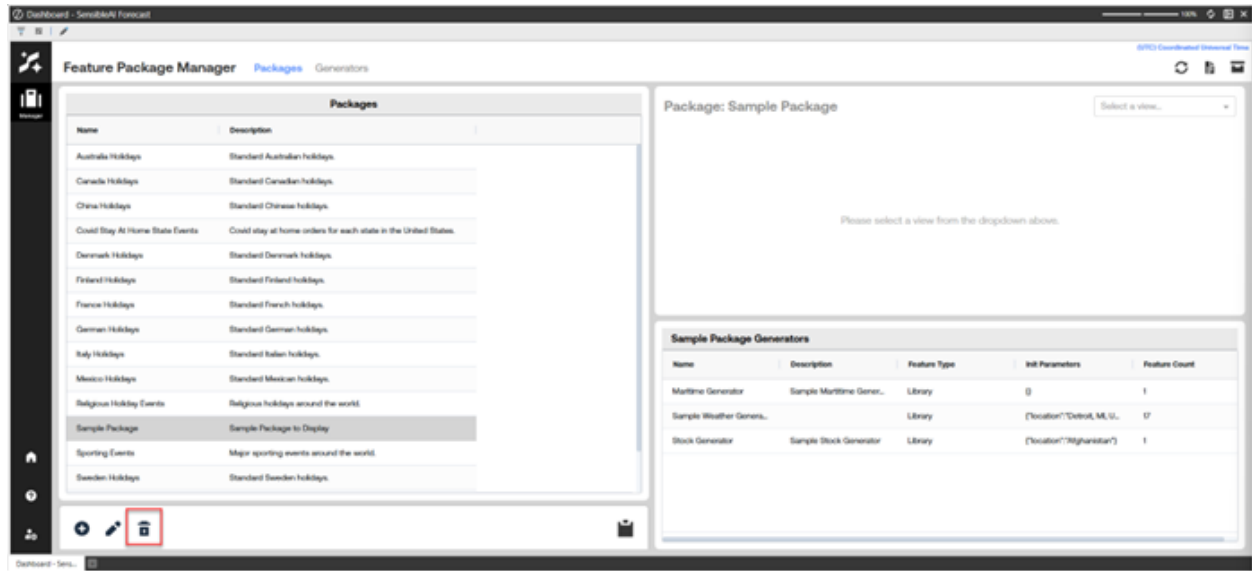 Dashboard - SensibleAI Forecast
100%
(UTC) Coordinated Universal Time
Feature Package Manager Packages Generators
Manager
Packages
Name Description
Australia Holidays Standard Australian holidays.
Canada Holidays Standard Canadian holidays.
China Holidays Standard Chinese holidays.
Covid Stay At Home State Events Covid stay at home orders for each state in the United States.
Denmark Holidays Standard Denmark holidays.
Finland Holidays Standard Finland holidays.
France Holidays Standard French holidays.
German Holidays Standard German holidays.
Italy Holidays Standard Italian holidays.
Mexico Holidays Standard Mexican holidays.
Religious Holiday Events Religious holidays around the world.
Sample Package Sample Package to Display
Sporting Events Major sporting events around the world.
Sweden Holidays Standard Sweden holidays.
Package: Sample Package Select a view...
Please select a view from the dropdown above.
Sample Package Generators
Name Description Feature Type Init Parameters Feature Count
Maritime Generator Sample Maritime Gener... Library {} 1
Sample Weather Genera... Library {"location":"Detroit, MI, U... 17
Stock Generator Sample Stock Generator Library {"location":"Afghanistan"} 1
Dashboard - Sens...